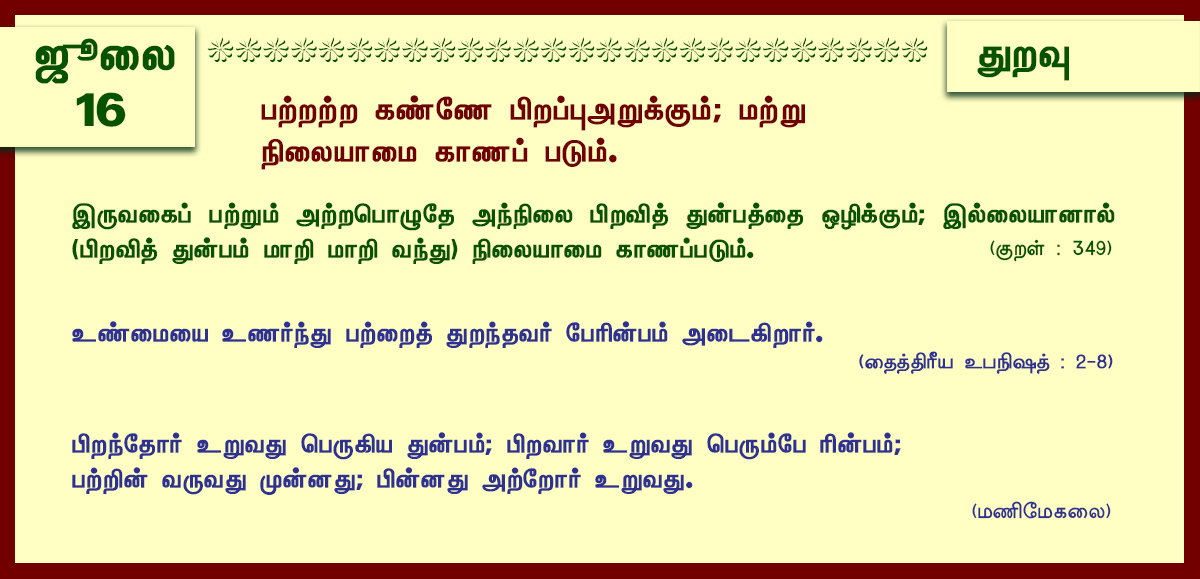 ஜூலை
16
துறவு
பற்றற்ற கண்ணே பிறப்புஅறுக்கும்; மற்று
நிலையாமை காணப் படும்.
இருவகைப் பற்றும் அற்றபொழுதே அந்நிலை பிறவித் துன்பத்தை ஒழிக்கும்; இல்லையானால்
(பிறவித் துன்பம் மாறி மாறி வந்து) நிலையாமை காணப்படும்.
(குறள் : 349)
உண்மையை உணர்ந்து பற்றைத் துறந்தவர் பேரின்பம் அடைகிறார்.
(தைத்திரீய உபநிஷத் : 2-8)
பிறந்தோர் உறுவது பெருகிய துன்பம்; பிறவார் உறுவது பெரும்பே ரின்பம்;
பற்றின் வருவது முன்னது; பின்னது அற்றோர் உறுவது.
(மணிமேகலை)